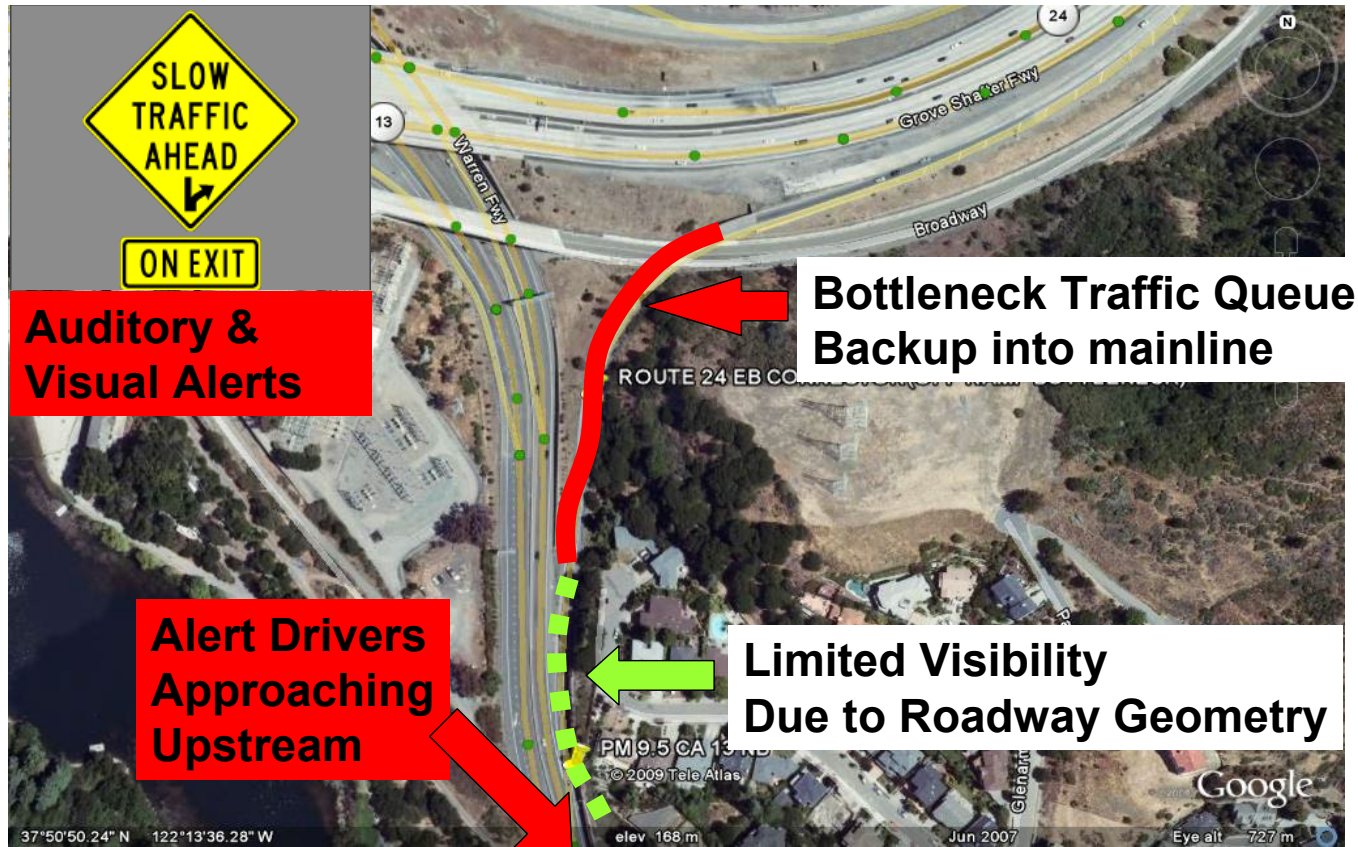 SLOW
TRAFFIC
AHEAD
ON EXIT
Auditory &
Visual Alerts
24
13
Grove Shafter Fwy
Warren Fwy
Broadway
N
Bottleneck Traffic Queue
Backup into mainline
ROUTE 24 EB
Alert Drivers
Approaching
Upstream
Limited Visibility
Due to Roadway Geometry
PM 9.5 CA 13 NB
© 2009 Tele Atlas
Google
37°50'50.24" N 122°13'36.28" W
elev 168 m
Jun 2007
Eye alt 727 m